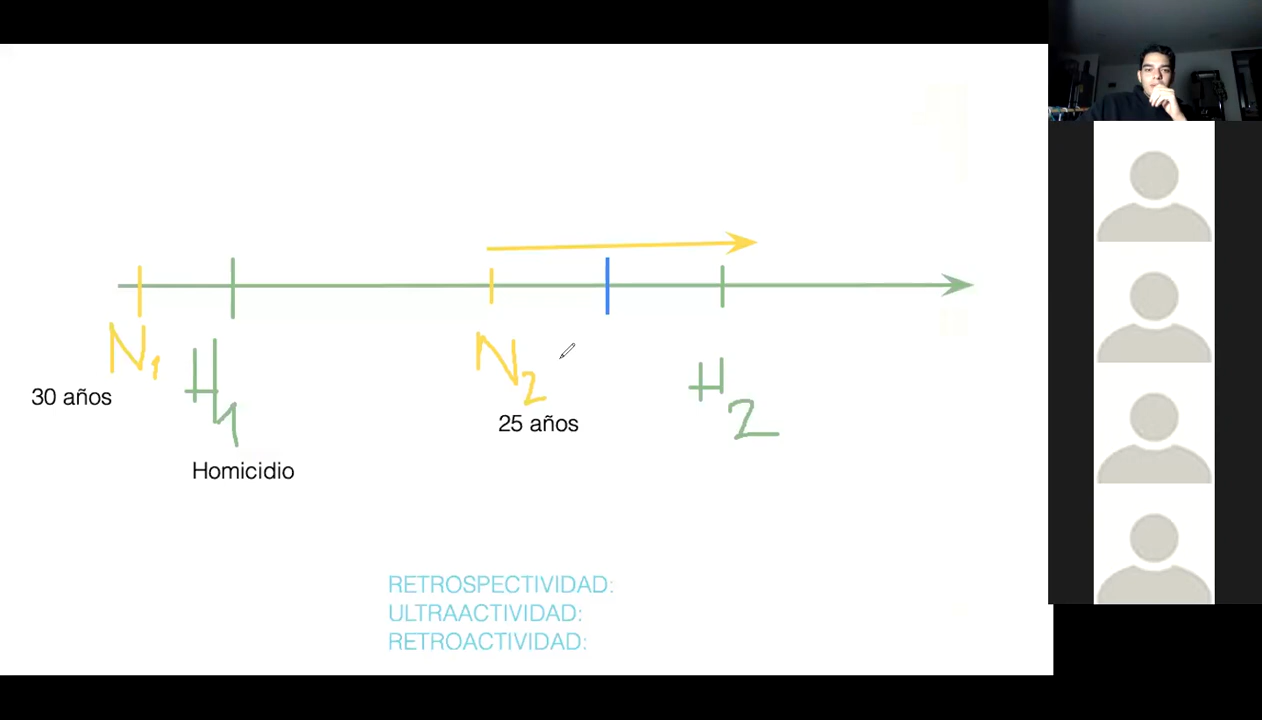 N1
H1
N2
H2
30 años
25 años
Homicidio
RETROSPECTIVIDAD:
ULTRAACTIVIDAD:
RETROACTIVIDAD: